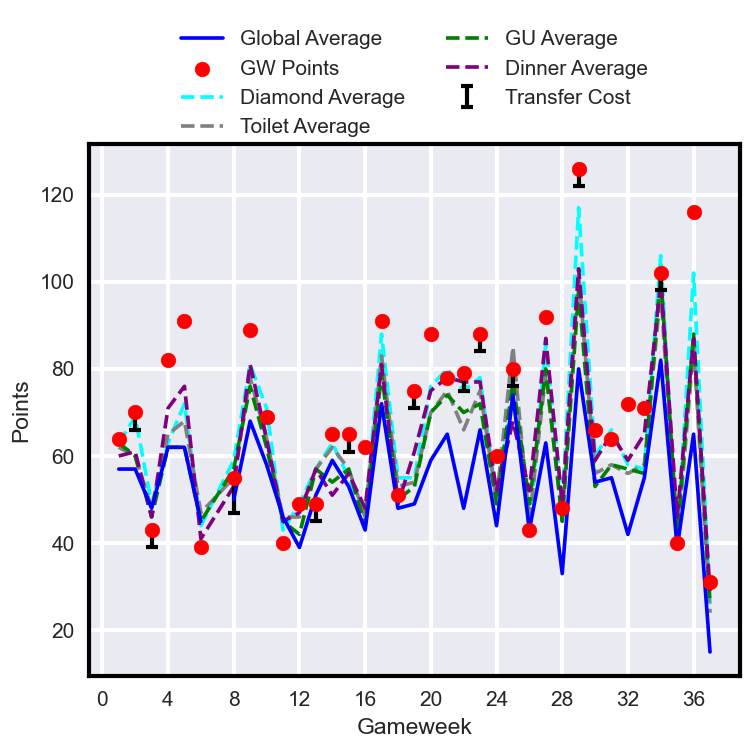 Global Average
GW Points
Diamond Average
Toilet Average
GU Average
Dinner Average
Transfer Cost
Points
120
100
80
60
40
20
0 4 8 12 16 20 24 28 32 36
Gameweek